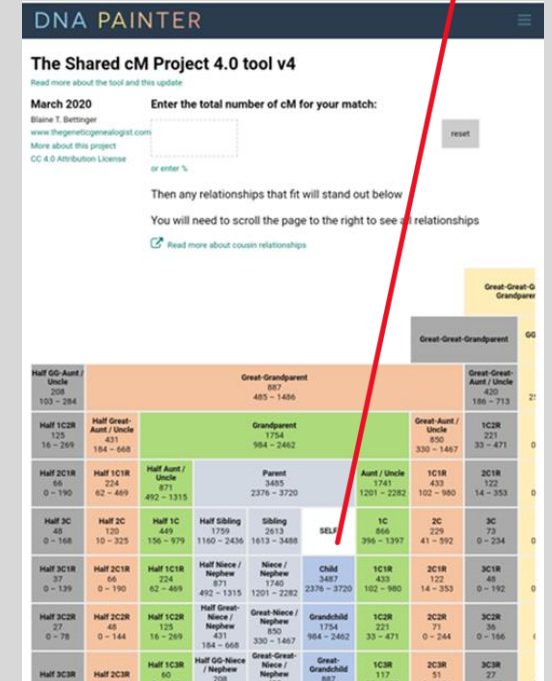 DNA PAINTER
The Shared cM Project 4.0 tool v4
Read more about the tool and this update
March 2020
Blaine T. Bettinger
www.thegeneticgenealogist.com
More about this project
CC 4.0 Attribution License
Enter the total number of cM for your match:
reset
or enter %
Then any relationships that fit will stand out below
You will need to scroll the page to the right to see all relationships
Read more about cousin relationships
Great-Great-G
Grandparer
Great-Great-Grandparent
GG
Half GG-Aunt /
Uncle
208
103 – 284
Great-Grandparent
887
485 – 1486
Great-Great-
Aunt / Uncle
420
186 – 713
Half 1C2R
125
16 – 269
Half Great-
Aunt / Uncle
431
184 – 668
Grandparent
1754
984 – 2462
Great-Aunt /
Uncle
850
330 – 1467
1C2R
221
33 – 471
Half 2C1R
66
0 – 190
Half 1C1R
224
62 – 469
Half Aunt /
Uncle
871
492 – 1315
Parent
3485
2376 – 3720
Aunt / Uncle
1741
1201 – 2282
1C1R
433
102 – 980
2C1R
122
14 – 353
Half 3C
48
0 – 168
Half 2C
120
10 – 325
Half 1C
449
156 – 979
Half Sibling
1759
1160 – 2436
Sibling
2613
1613 – 3488
SELF
1C
866
396 – 1397
2C
229
41 – 592
3C
73
0 – 234
Half 3C1R
37
0 – 139
Half 2C1R
66
0 – 190
Half 1C1R
224
62 – 469
Half Niece /
Nephew
871
492 – 1315
Niece /
Nephew
1740
1201 – 2282
Child
3487
2376 – 3720
1C1R
433
102 – 980
2C1R
122
14 – 353
3C1R
48
0 – 192
Half 3C2R
27
0 – 78
Half 2C2R
48
0 – 144
Half 1C2R
125
16 – 269
Half Great-
Niece /
Nephew
431
184 – 668
Great-Niece /
Nephew
850
330 – 1467
Grandchild
1754
984 – 2462
1C2R
221
33 – 471
2C2R
71
0 – 244
3C2R
36
0 – 166
Half 3C3R
Half 2C3R
Half 1C3R
60
Half GG-Niece
/ Nephew
208
Great-Great-
Niece /
Nephew
Great-
Grandchild
887
1C3R
117
2C3R
51
3C3R
27